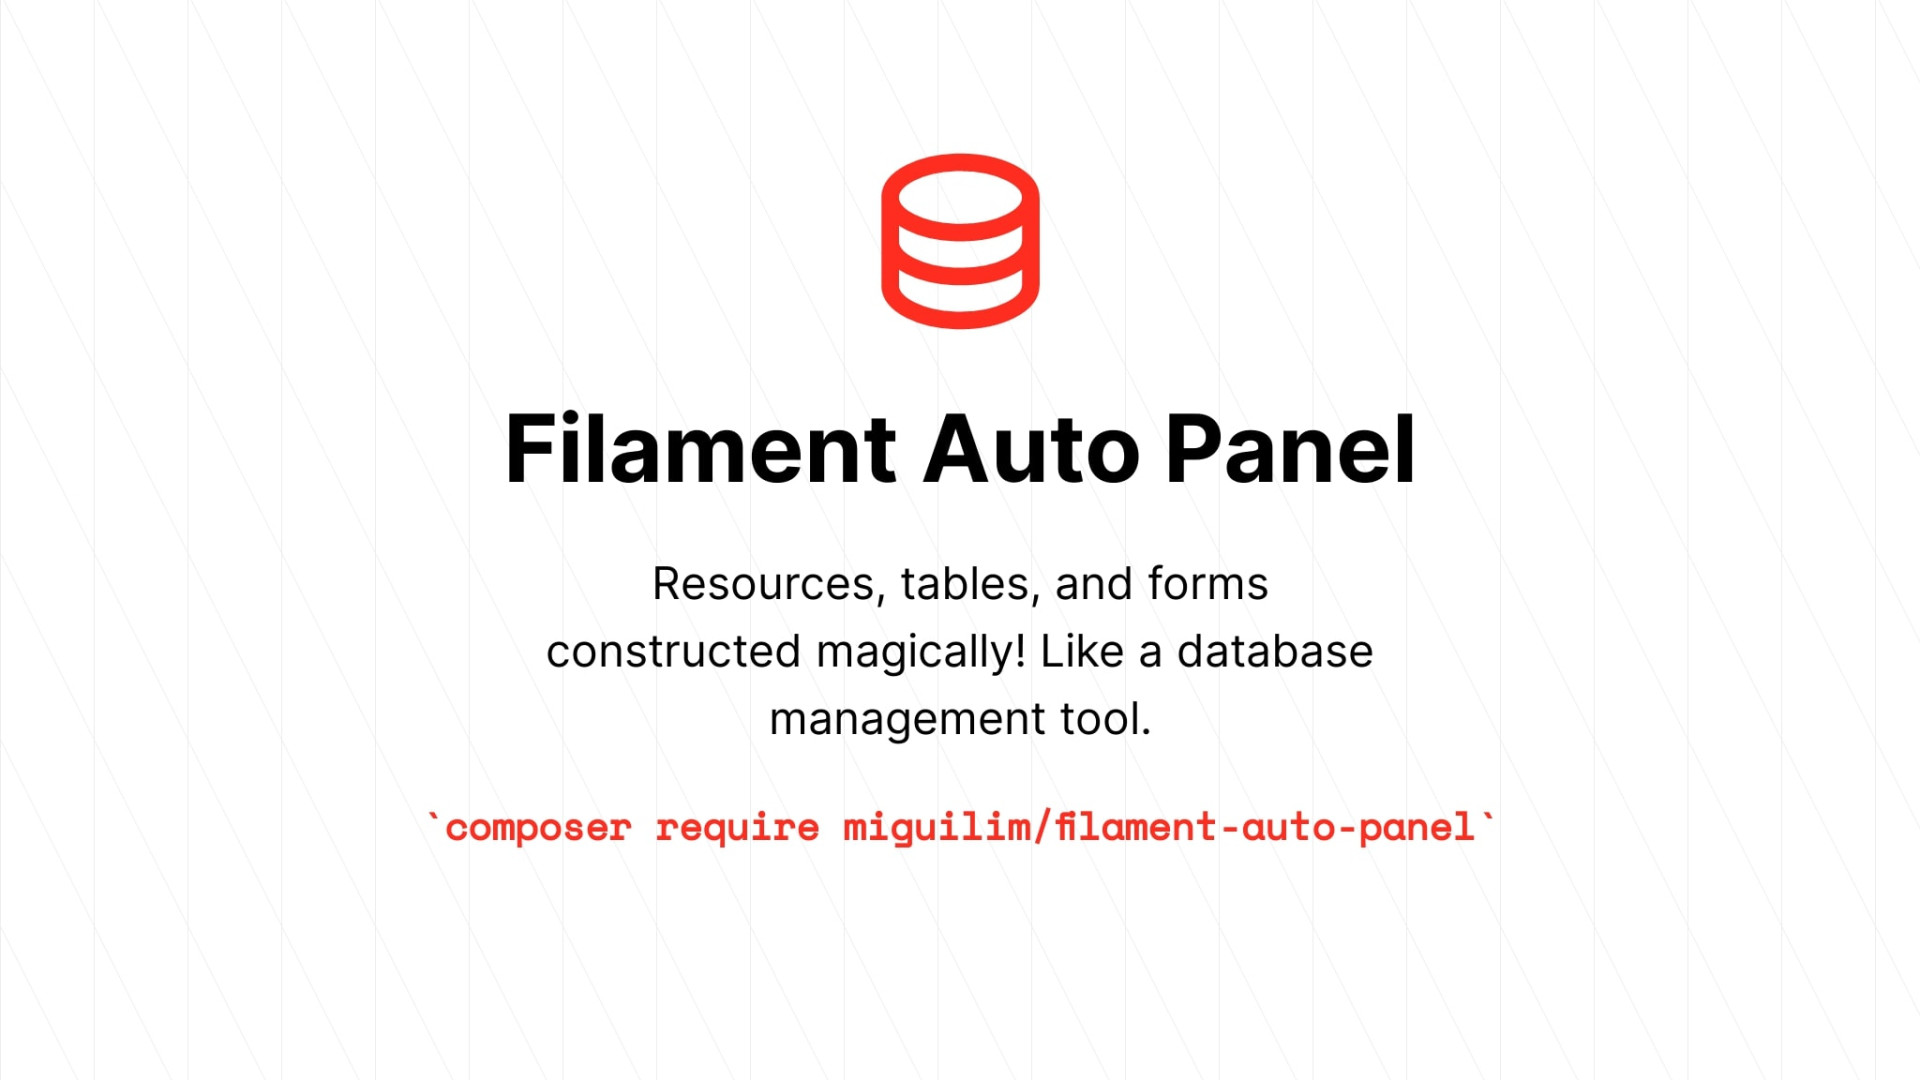 Filament Auto Panel
Resources, tables, and forms
constructed magically! Like a database
management tool.
`composer require miguilim/filament-auto-panel`